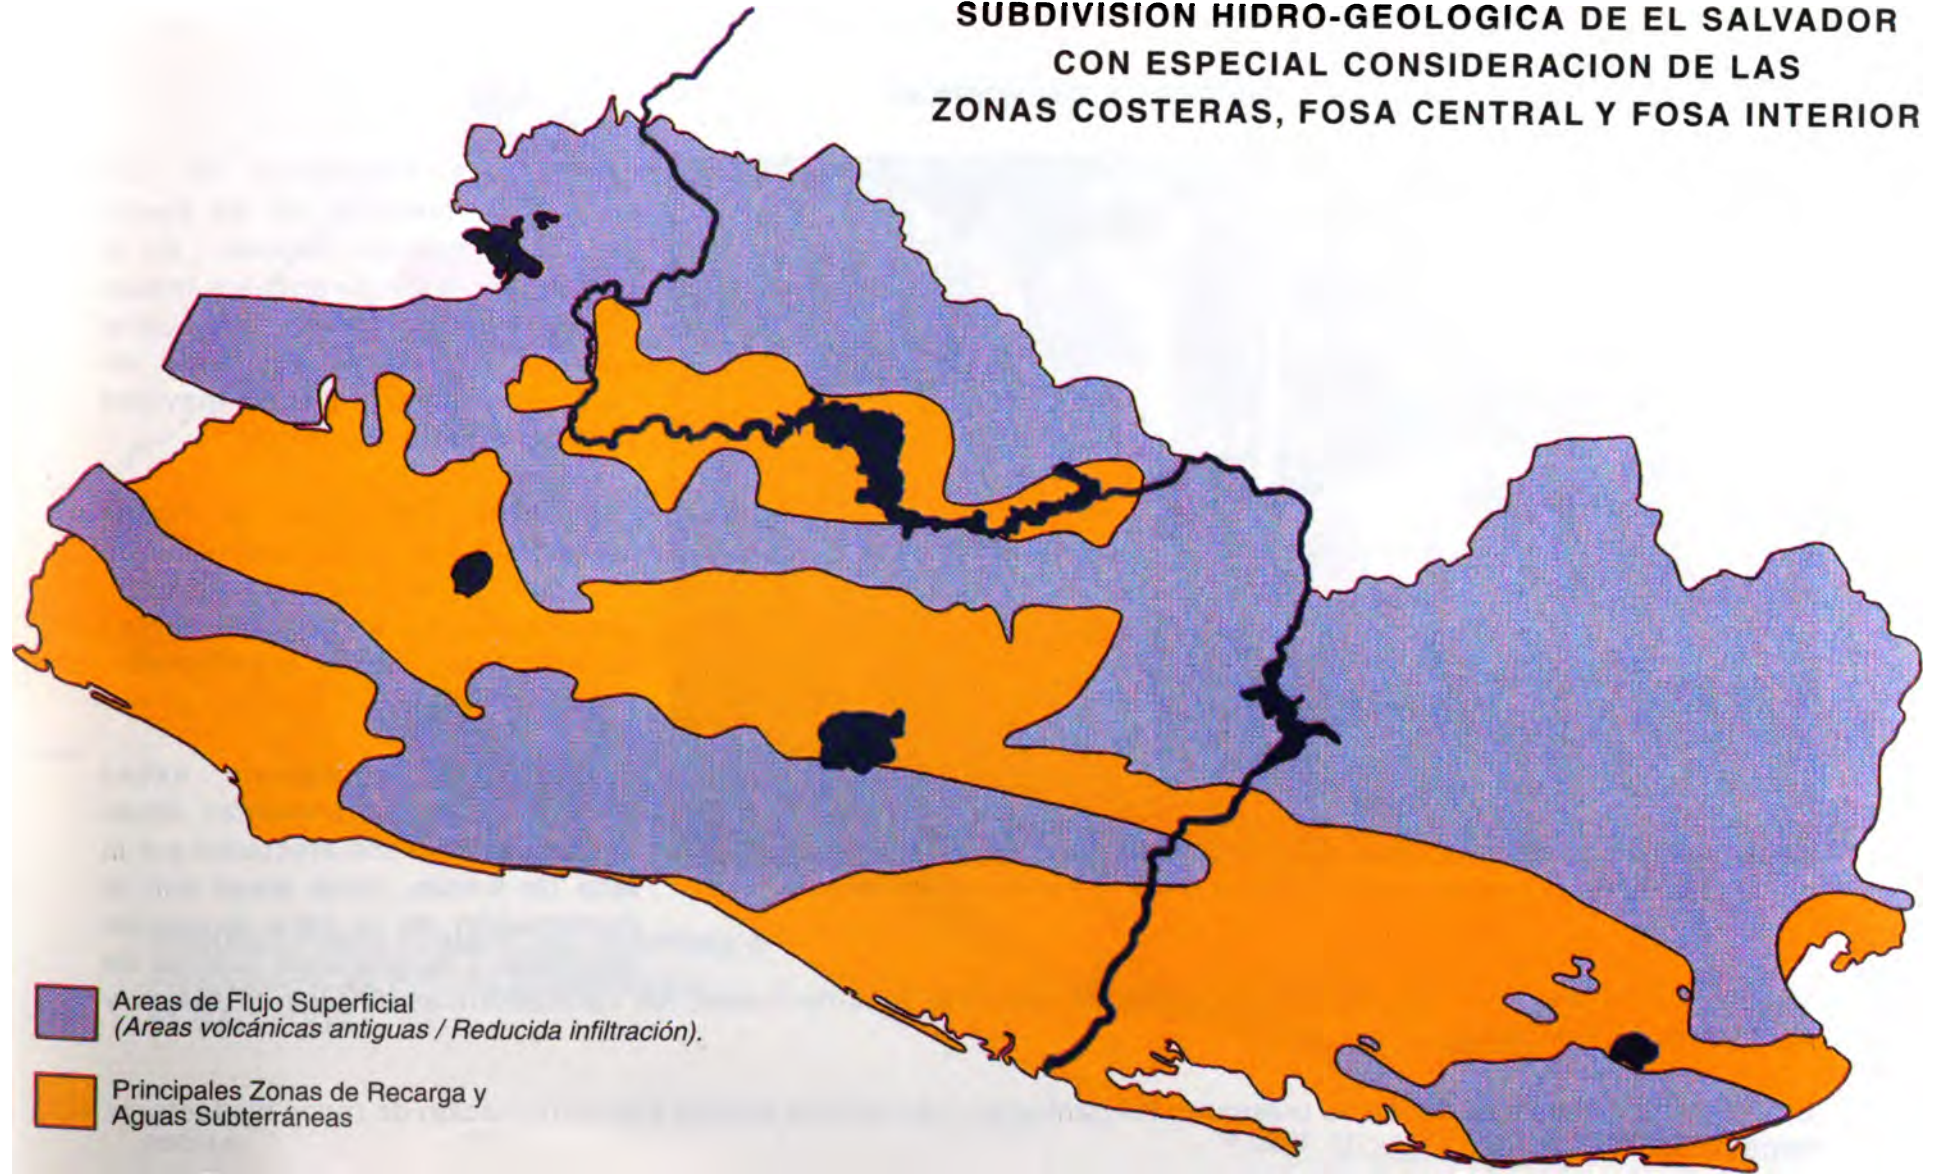 SUBDIVISION HIDRO-GEOLOGICA DE EL SALVADOR
CON ESPECIAL CONSIDERACION DE LAS
ZONAS COSTERAS, FOSA CENTRAL Y FOSA INTERIOR
Areas de Flujo Superficial
(Areas volcánicas antiguas / Reducida infiltración).
Principales Zonas de Recarga y
Aguas Subterráneas